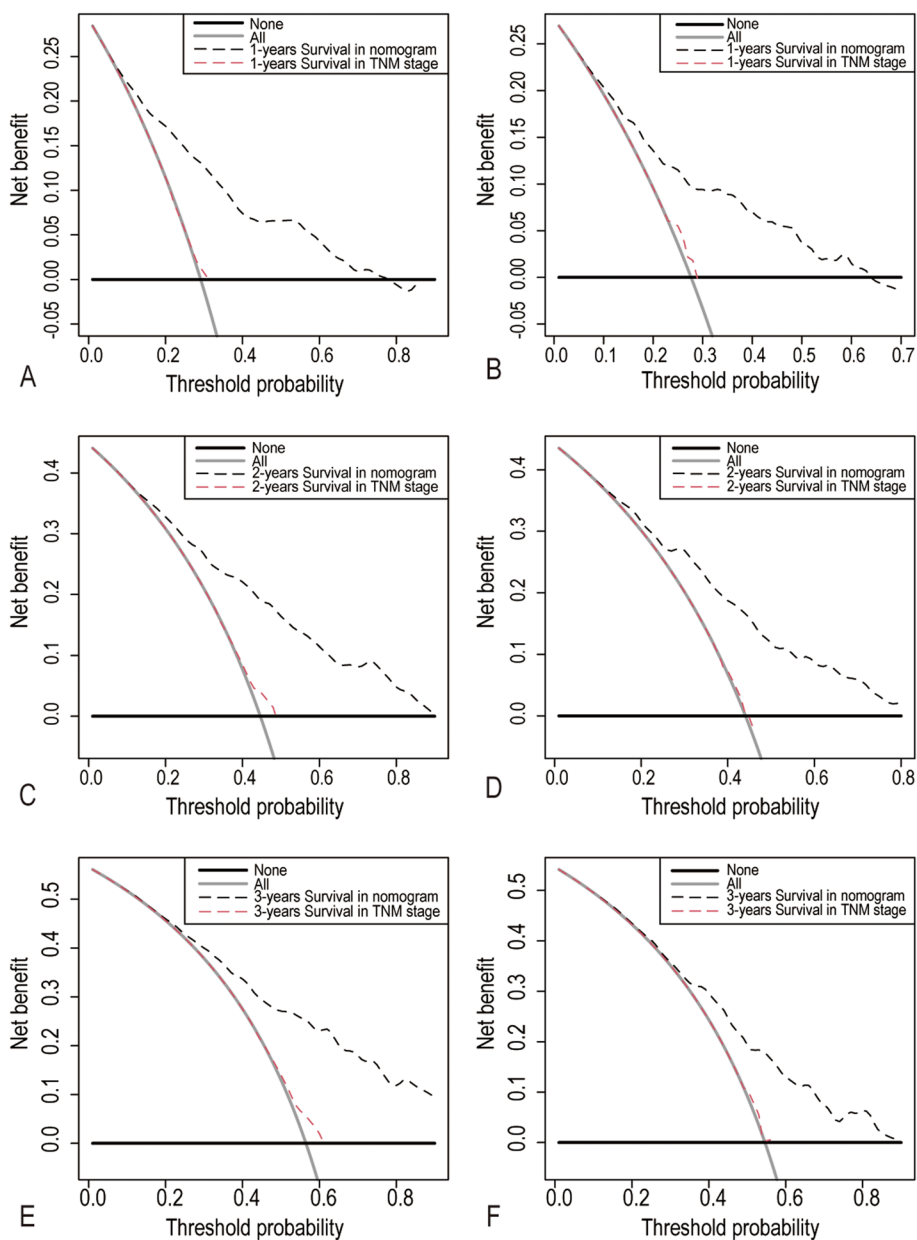 None
All
1-years Survival in nomogram
1-years Survival in TNM stage
Net benefit
0.25
0.20
0.15
0.10
0.05
0.00
-0.05
0.0 0.2 0.4 0.6 0.8
Threshold probability
A
None
All
1-years Survival in nomogram
1-years Survival in TNM stage
Net benefit
0.25
0.20
0.15
0.10
0.05
0.00
-0.05
0.0 0.1 0.2 0.3 0.4 0.5 0.6 0.7
Threshold probability
B
None
All
2-years Survival in nomogram
2-years Survival in TNM stage
Net benefit
0.4
0.3
0.2
0.1
0.0
0.0 0.2 0.4 0.6 0.8
Threshold probability
C
None
All
2-years Survival in nomogram
2-years Survival in TNM stage
Net benefit
0.4
0.3
0.2
0.1
0.0
0.0 0.2 0.4 0.6 0.8
Threshold probability
D
None
All
3-years Survival in nomogram
3-years Survival in TNM stage
Net benefit
0.5
0.4
0.3
0.2
0.1
0.0
0.0 0.2 0.4 0.6 0.8
Threshold probability
E
None
All
3-years Survival in nomogram
3-years Survival in TNM stage
Net benefit
0.5
0.4
0.3
0.2
0.1
0.0
0.0 0.2 0.4 0.6 0.8
Threshold probability
F